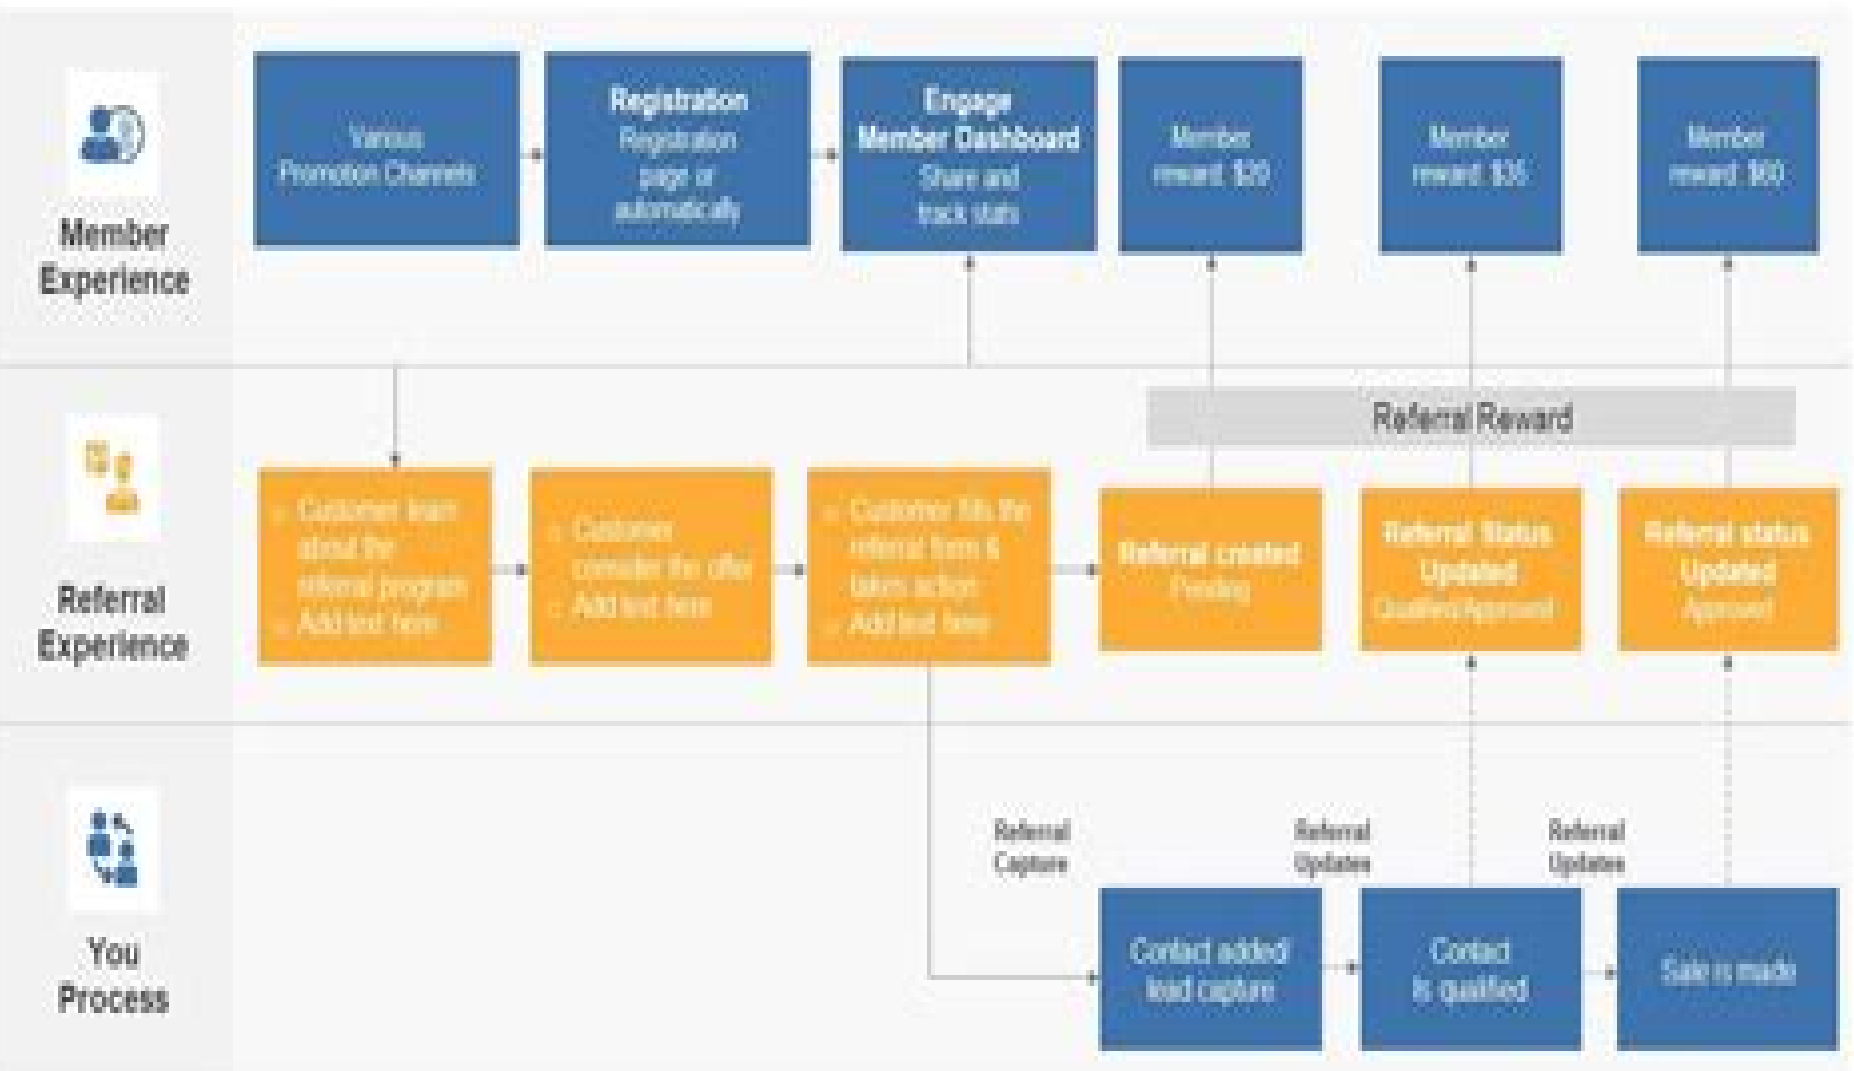 Member
Experience
Various
Promotion Channels
Registration
Registration
page or
automatically
Engage
Member Dashboard
Share and
track stats
Member
reward: $20
Member
reward: $35
Member
reward:
Referral
Experience
Referral Reward
Customer learn
about the
referral program
Add text here
Customer
consider the offer
Add text here
Customer fills the
referral form &
takes action
Add text here
Referral created
Pending
Referral Status
Updated
Qualified/Approved
Referral status
Updated
Approved
You
Process
Referral
Capture
Referral
Updates
Referral
Updates
Contact added/
lead capture
Contact
Is qualified
Sale is made